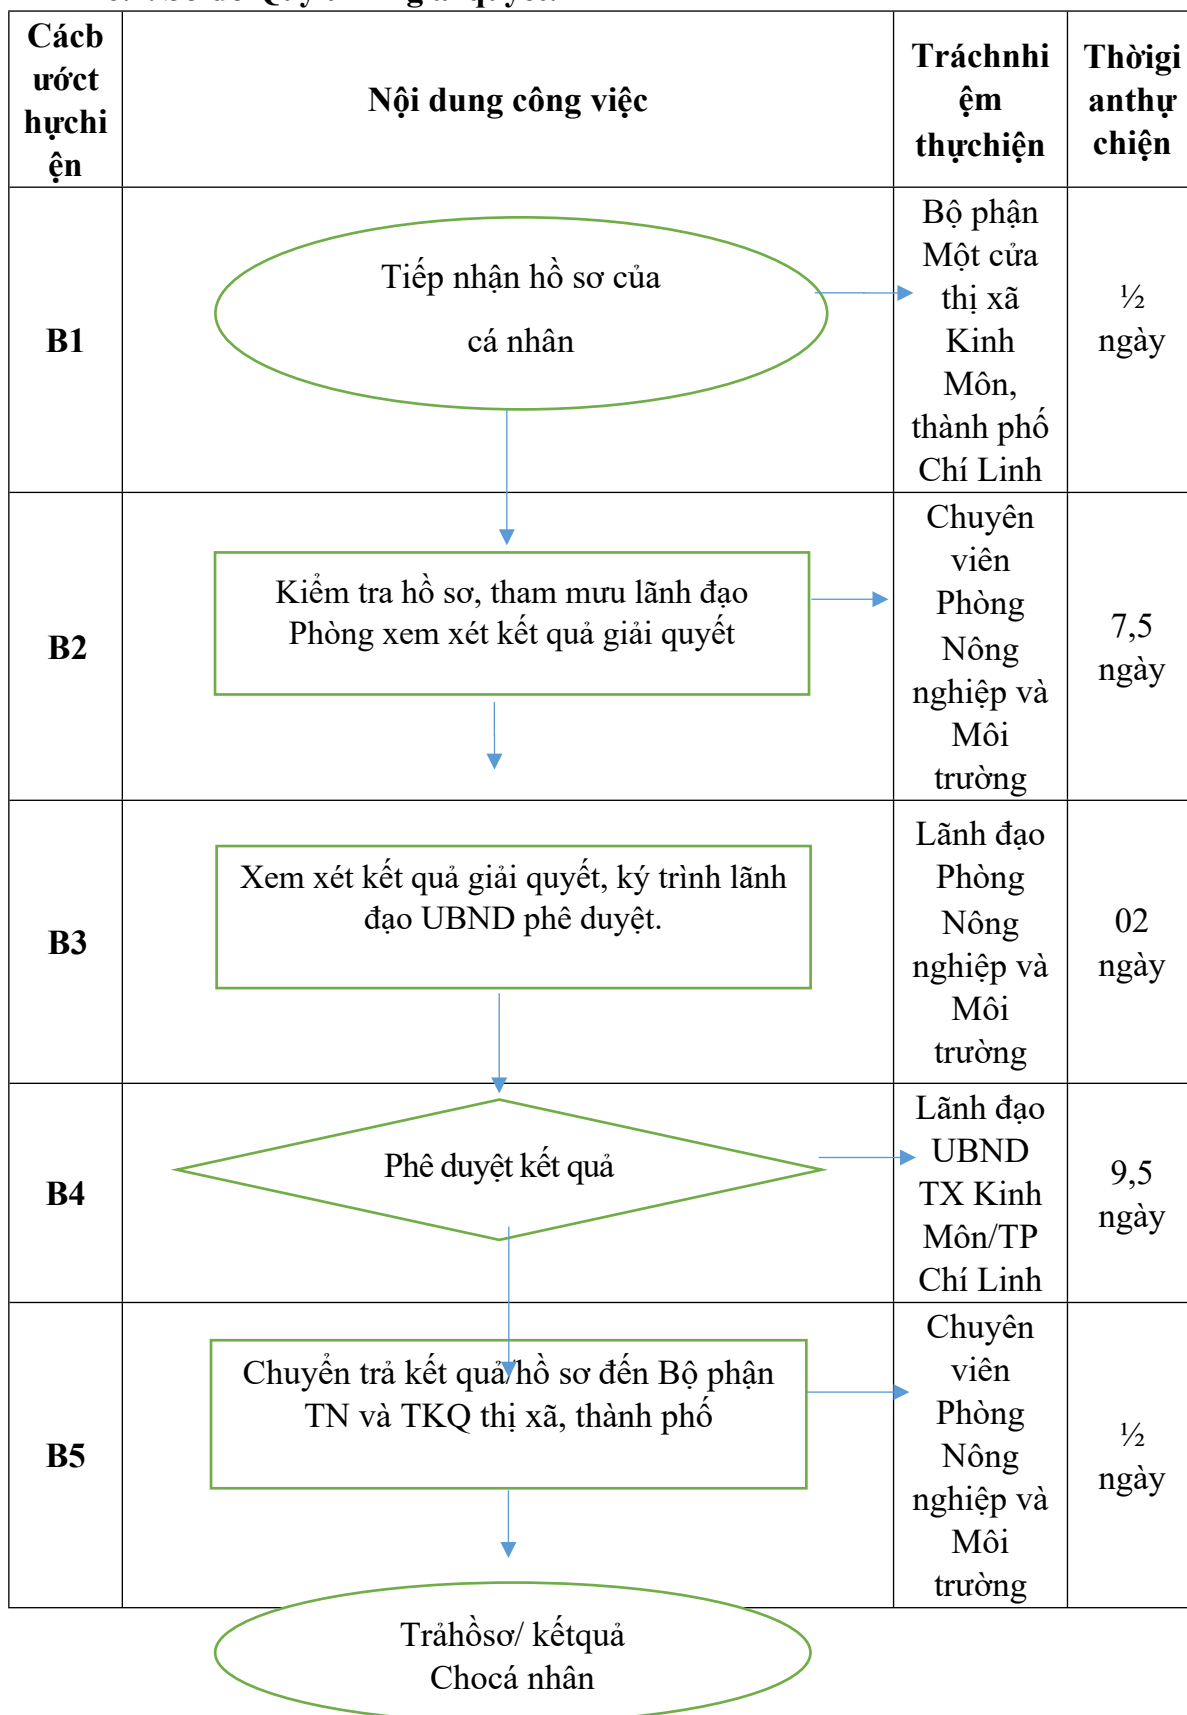 Cácb
ướct
hựchi
ện
Nội dung công việc
Tráchnhi
ệm
thựchiện
Thờigi
anthự
chiện
B1
Tiếp nhận hồ sơ của
cá nhân
Bộ phận
Một cửa
thị xã
Kinh
Môn,
thành phố
Chí Linh
½
ngày
B2
Kiểm tra hồ sơ, tham mưu lãnh đạo
Phòng xem xét kết quả giải quyết
Chuyên
viên
Phòng
Nông
nghiệp và
Môi
trường
7,5
ngày
B3
Xem xét kết quả giải quyết, ký trình lãnh
đạo UBND phê duyệt.
Lãnh đạo
Phòng
Nông
nghiệp và
Môi
trường
02
ngày
B4
Phê duyệt kết quả
Lãnh đạo
UBND
TX Kinh
Môn/TP
Chí Linh
9,5
ngày
B5
Chuyển trả kết quả/hồ sơ đến Bộ phận
TN và TKQ thị xã, thành phố
Chuyên
viên
Phòng
Nông
nghiệp và
Môi
trường
½
ngày
Trảhồsơ/ kếtquả
Chocá nhân